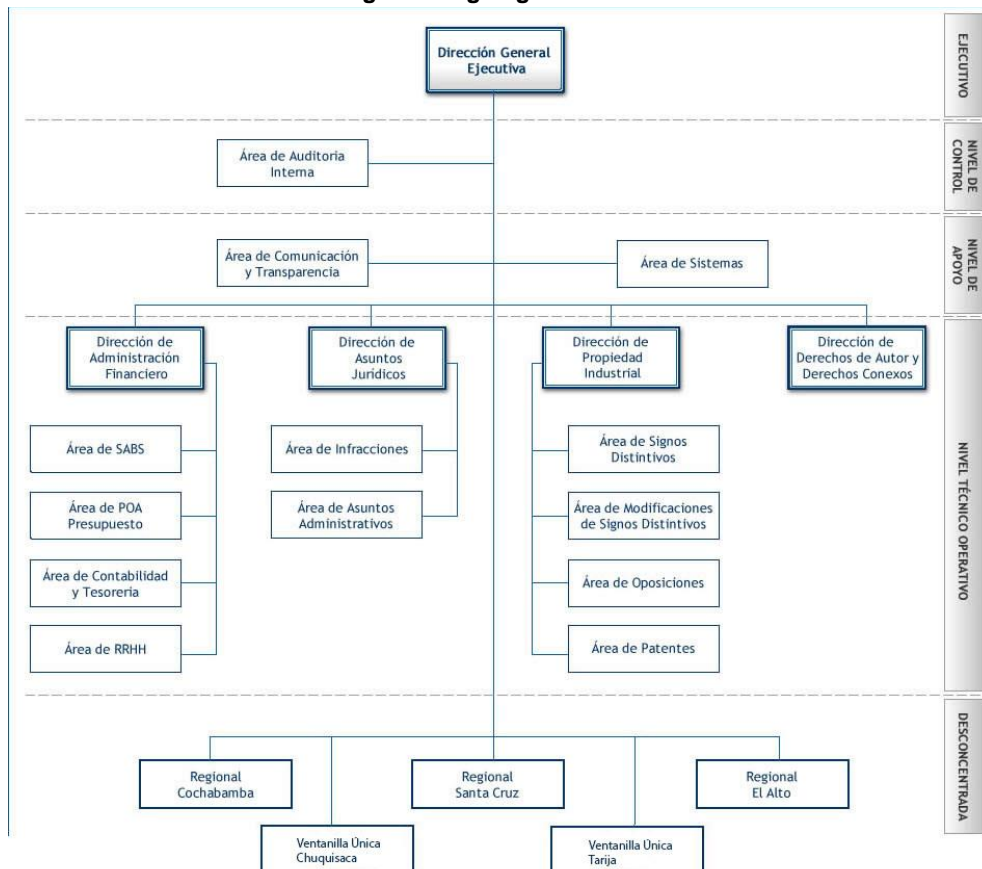 Dirección General
Ejecutiva
EJECUTIVO
Área de Auditoria
Interna
NIVEL DE
CONTROL
Área de Comunicación
y Transparencia
Área de Sistemas
NIVEL DE
APOYO
Dirección de
Administración
Financiero
Dirección de
Asuntos
Jurídicos
Dirección de
Propiedad
Industrial
Dirección de
Derechos de Autor y
Derechos Conexos
Área de SABS
Área de POA
Presupuesto
Área de Contabilidad
y Tesoreria
Área de RRHH
Área de Infracciones
Área de Asuntos
Administrativos
Área de Signos
Distintivos
Área de Modificaciones
de Signos Distintivos
Área de Oposiciones
Área de Patentes
NIVEL TÉCNICO OPERATIVO
Regional
Cochabamba
Regional
Santa Cruz
Regional
El Alto
Ventanilla Única
Chuquisaca
Ventanilla Única
Tarija
DESCONCENTRADA